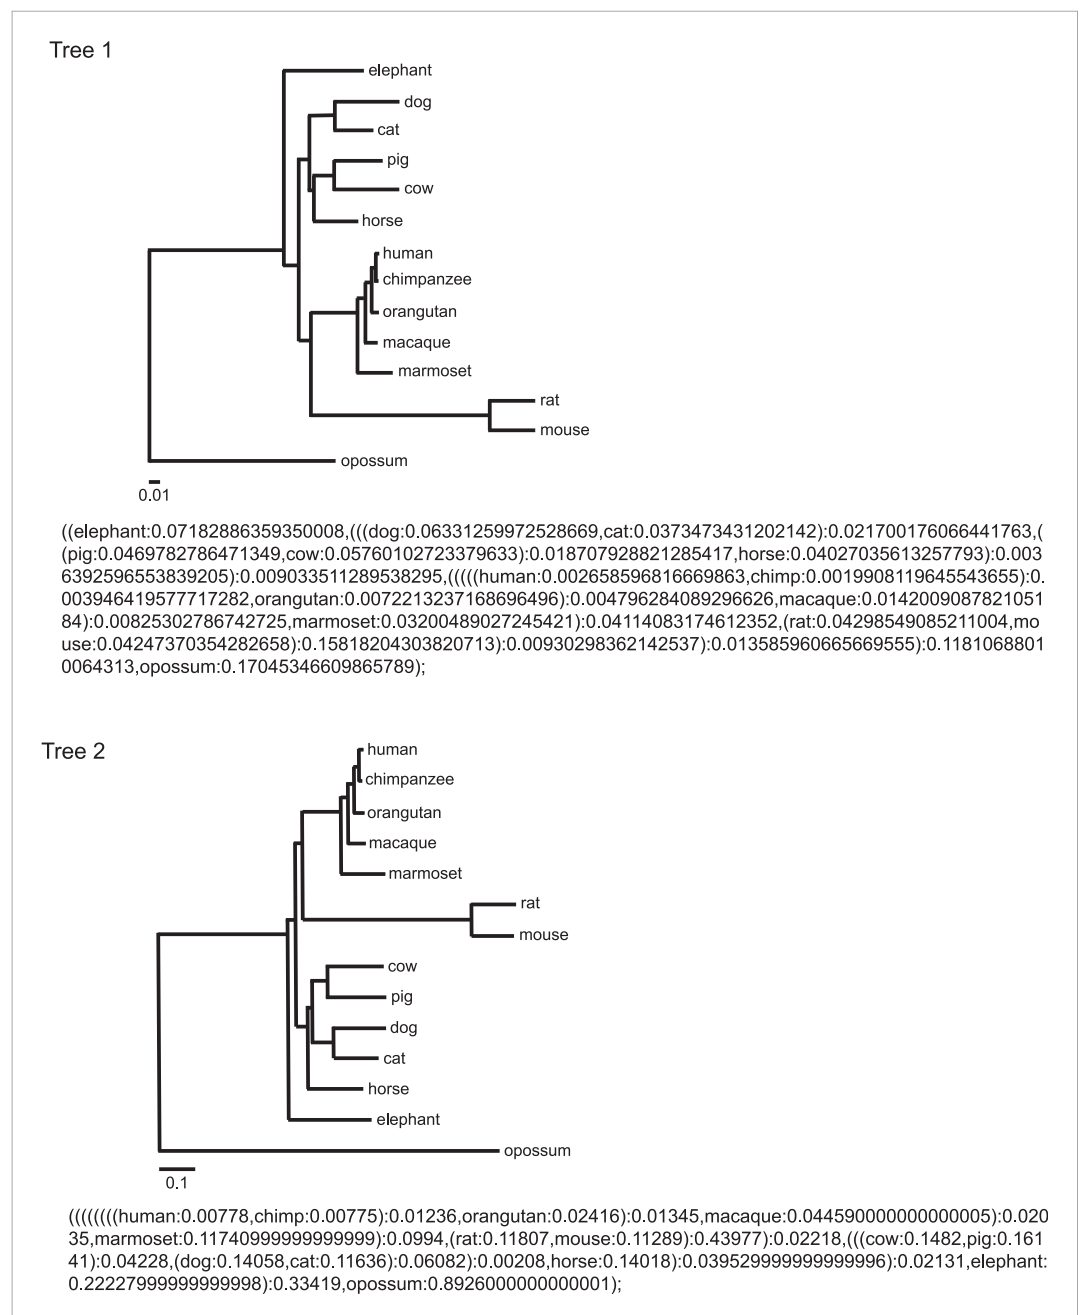 Tree 1
elephant
dog
cat
pig
cow
horse
human
chimpanzee
orangutan
macaque
marmoset
rat
mouse
opossum
0.01
((elephant:0.07182886359350008,(((dog:0.06331259972528669,cat:0.0373473431202142):0.021700176066441763,(
(pig:0.0469782786471349,cow:0.05760102723379633):0.018707928821285417,horse:0.04027035613257793):0.003
6392596553839205):0.009033511289538295,(((((human:0.002658596816669863,chimp:0.0019908119645543655):0.
003946419577717282,orangutan:0.0072213237168696496):0.004796284089296626,macaque:0.0142009087821051
84):0.00825302786742725,marmoset:0.03200489027245421):0.04114083174612352,(rat:0.04298549085211004,mo
use:0.04247370354282658):0.15818204303820713):0.00930298362142537):0.013585960665669555):0.1181068801
0064313,opossum:0.17045346609865789);
Tree 2
human
chimpanzee
orangutan
macaque
marmoset
rat
mouse
cow
pig
dog
cat
horse
elephant
opossum
0.1
((((((((human:0.00778,chimp:0.00775):0.01236,orangutan:0.02416):0.01345,macaque:0.044590000000000005):0.020
35,marmoset:0.11740999999999999):0.0994,(rat:0.11807,mouse:0.11289):0.43977):0.02218,(((cow:0.1482,pig:0.161
41):0.04228,(dog:0.14058,cat:0.11636):0.06082):0.00208,horse:0.14018):0.039529999999999996):0.02131,elephant:
0.22227999999999998):0.33419,opossum:0.8926000000000001);